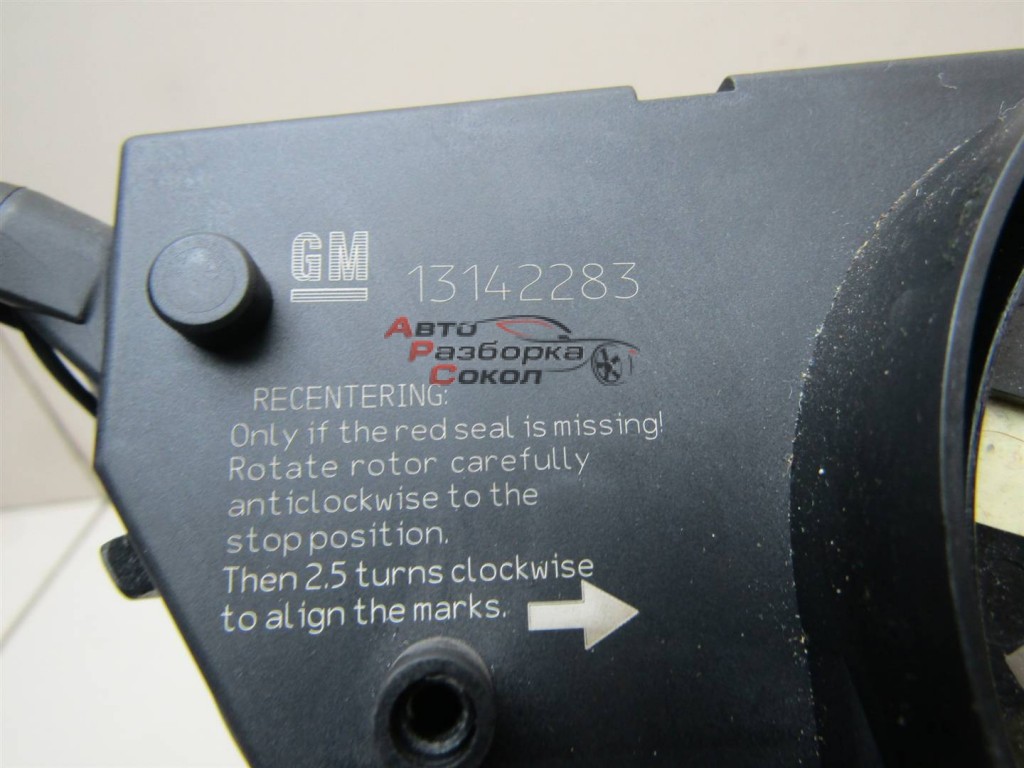 GM 13142283
АВТО
РАЗБОРКА
СОКОЛ
RECENTERING:
Only if the red seal is missing!
Rotate rotor carefully
anticlockwise to the
stop position.
Then 2.5 turns clockwise
to align the marks.